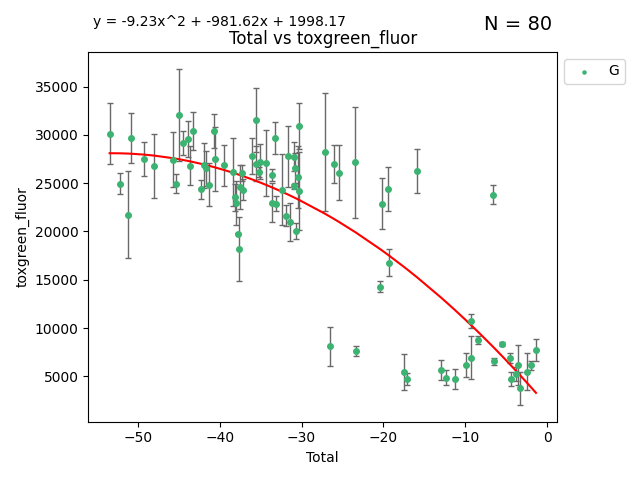 y = -9.23x^2 + -981.62x + 1998.17
N = 80
Total vs toxgreen_fluor
G
35000
30000
25000
20000
15000
10000
5000
toxgreen_fluor
−50
−40
−30
−20
−10
0
Total